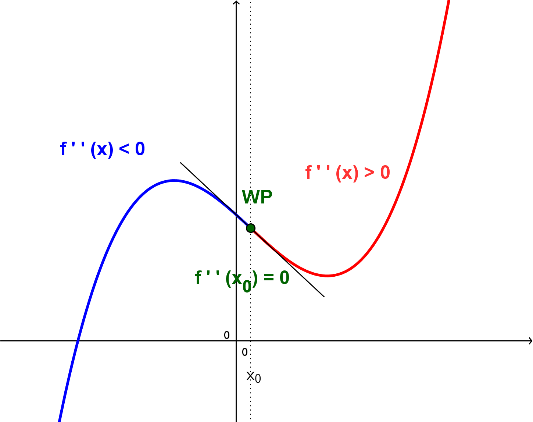 f ' ' (x) < 0
f ' ' (x) > 0
WP
f ' ' (x₀) = 0
0
0
x₀